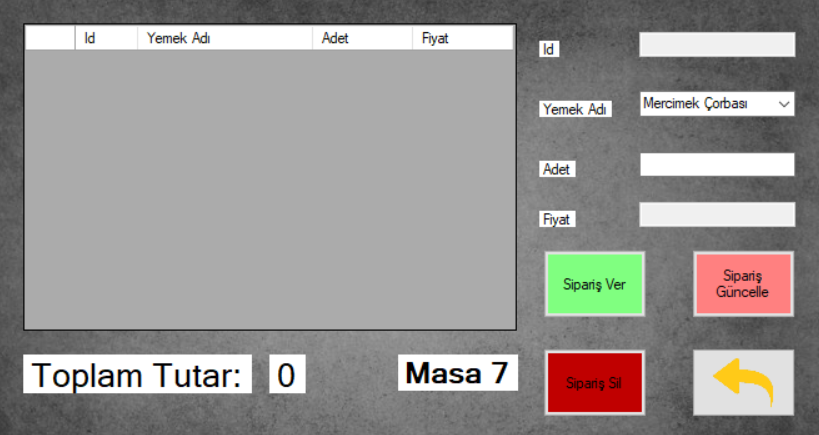 Id Yemek Adı Adet Fiyat
Id
Yemek Adı Mercimek Çorbası
Adet
Fiyat
Sipariş Ver
Sipariş
Güncelle
Toplam Tutar: 0
Masa 7
Sipariş Sil